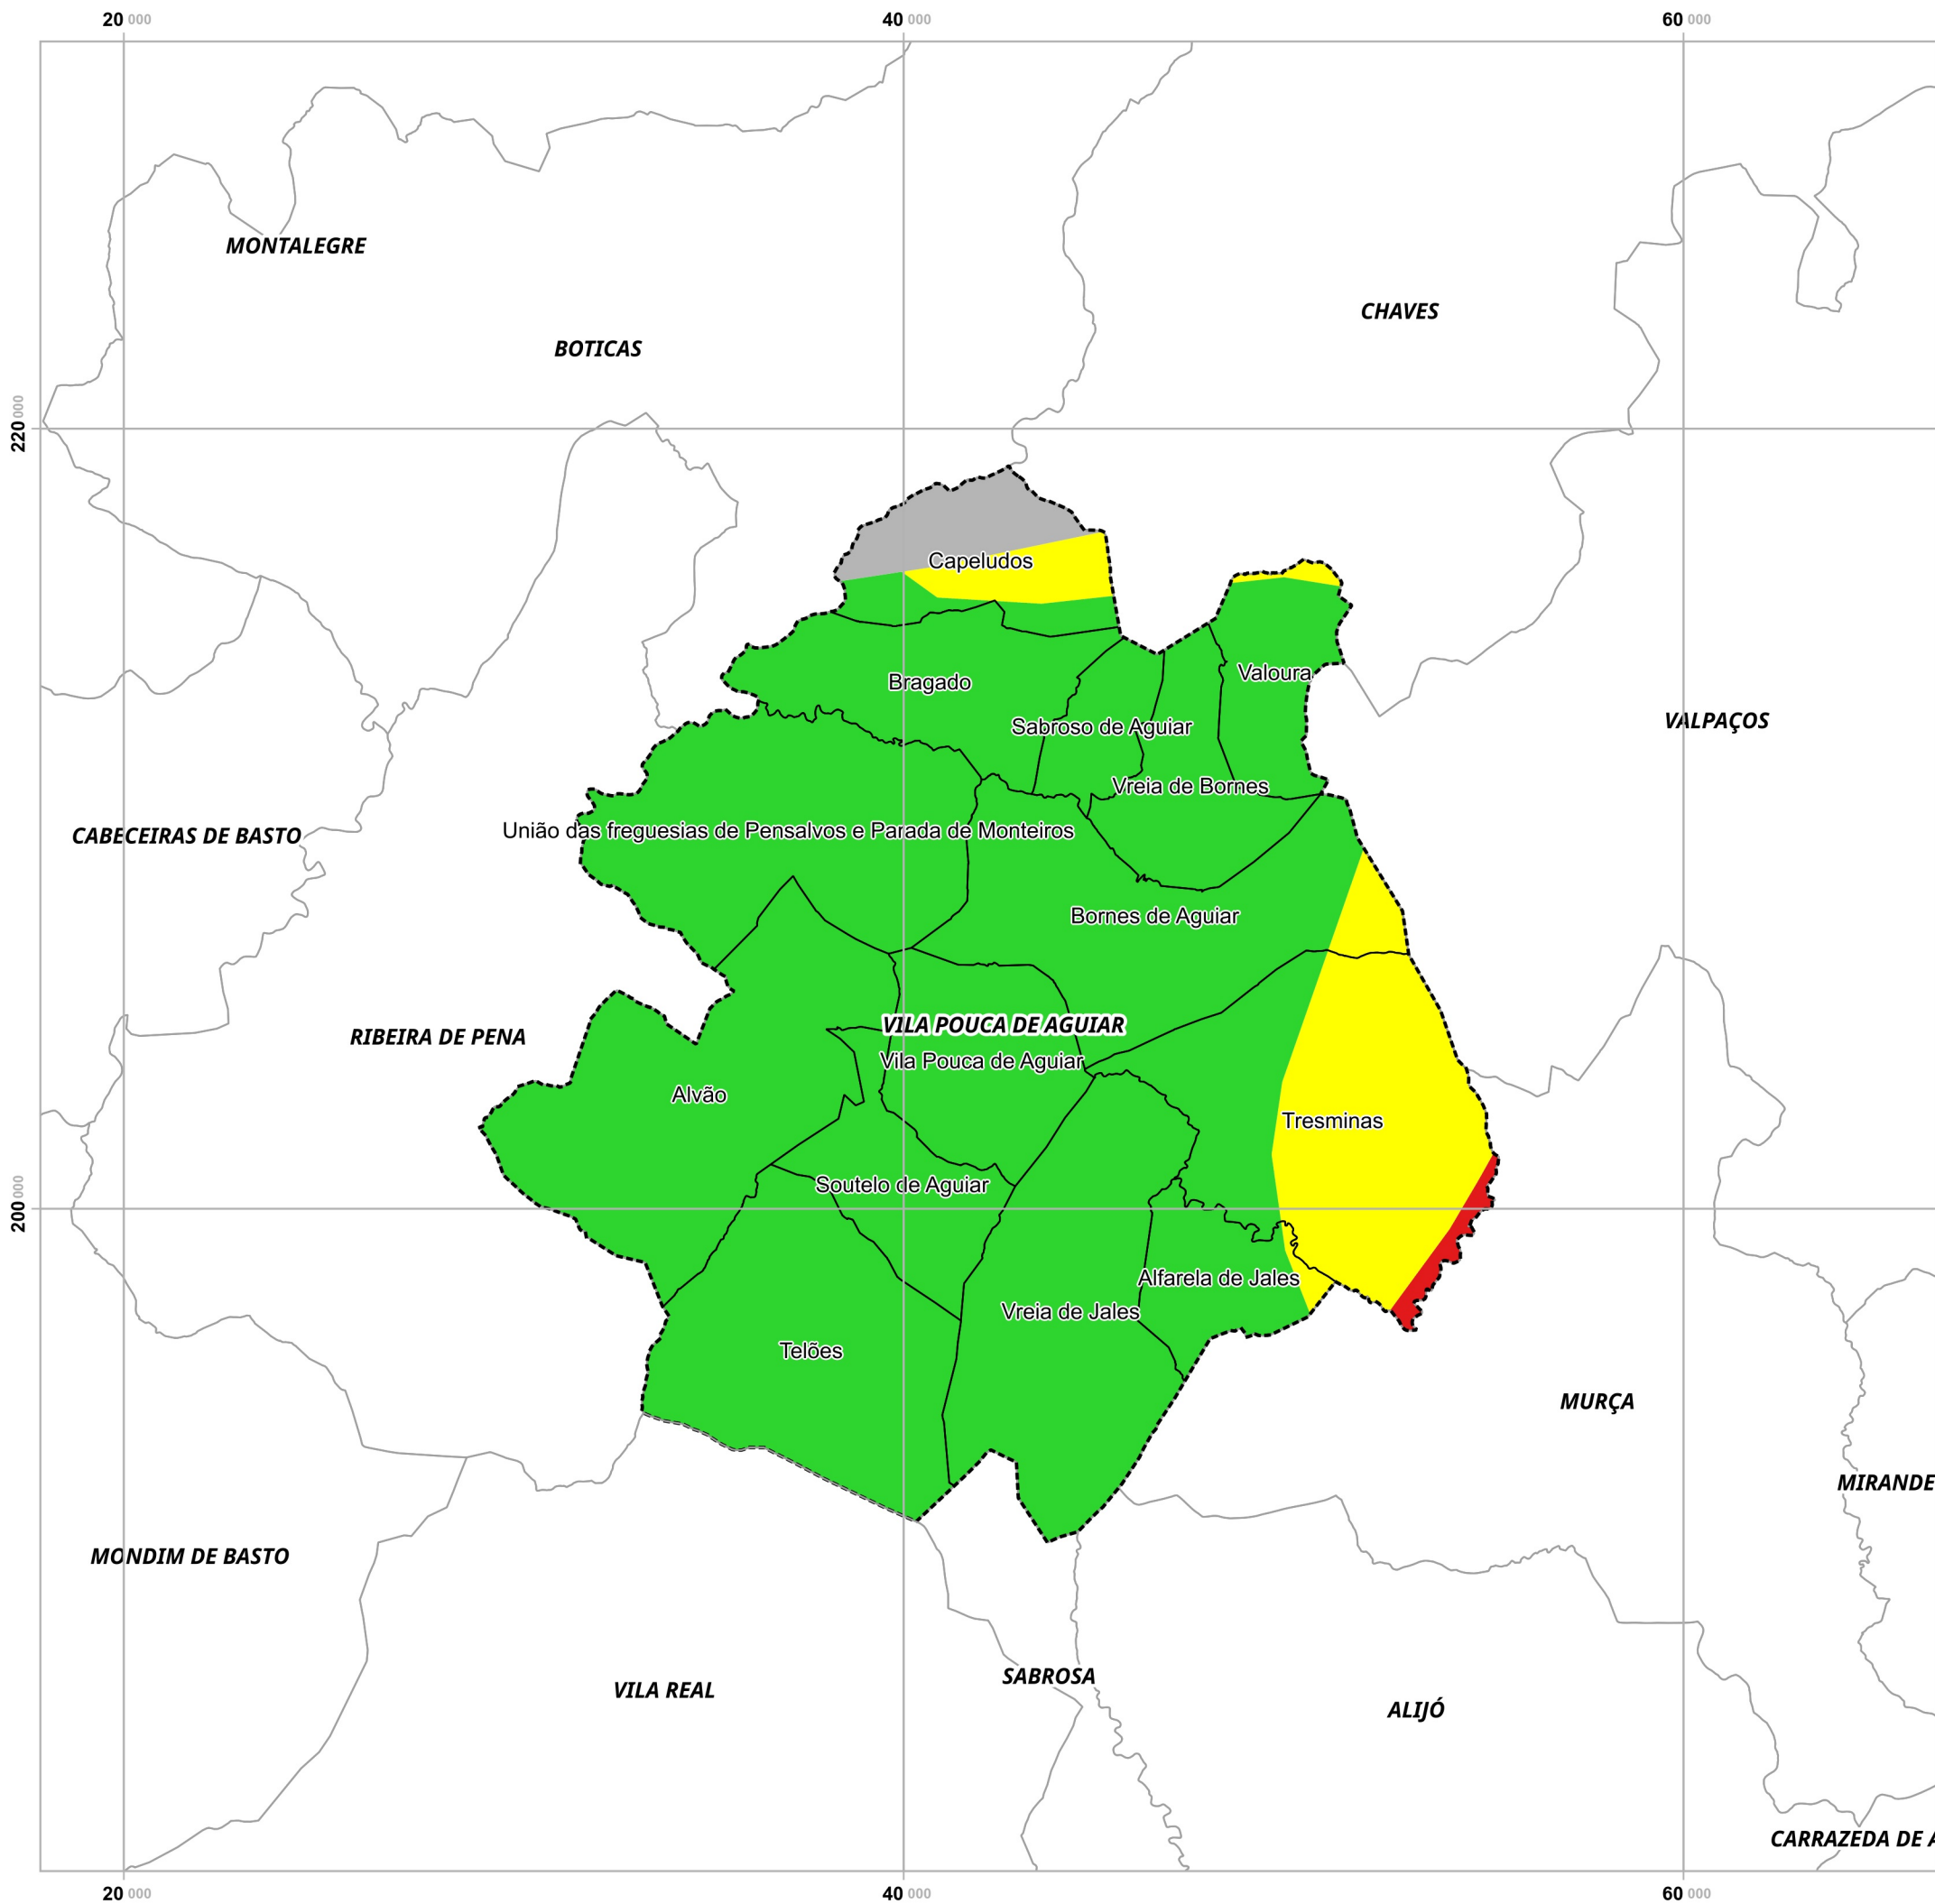 20 000 40 000 60 000
MONTALEGRE
CHAVES
BOTICAS
220 000
Capeludos
Valoura
Bragado
VALPAÇOS
Sabroso de Aguiar
Vreia de Bornes
União das freguesias de Pensalvos e Parada de Monteiros
CABECEIRAS DE BASTO
Bornes de Aguiar
VILA POUCA DE AGUIAR
RIBEIRA DE PENA
Vila Pouca de Aguiar
Alvão
Tresminas
Soutelo de Aguiar
200 000
Alfarela de Jales
Vreia de Jales
Telões
MURÇA
MIRANDE
MONDIM DE BASTO
SABROSA
VILA REAL
ALIJÓ
CARRAZEDA DE A
20 000 40 000 60 000